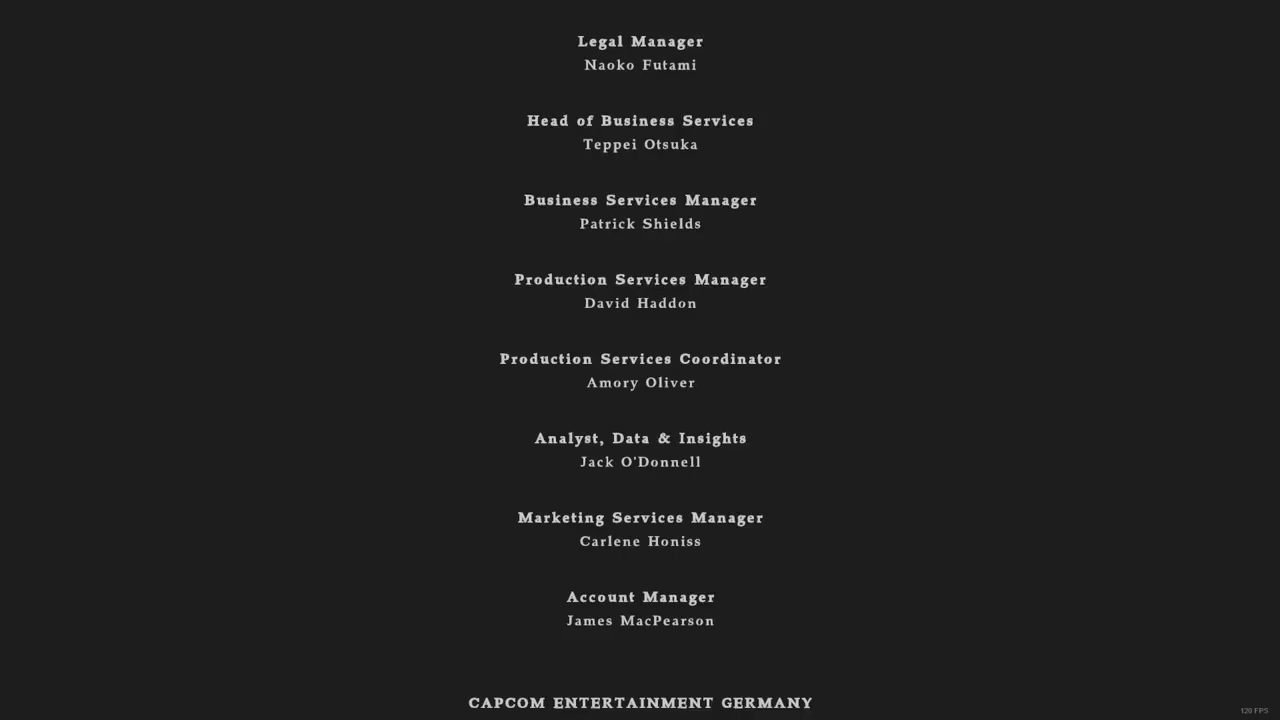 Legal Manager
Naoko Futami
Head of Business Services
Teppei Otsuka
Business Services Manager
Patrick Shields
Production Services Manager
David Haddon
Production Services Coordinator
Amory Oliver
Analyst, Data & Insights
Jack O'Donnell
Marketing Services Manager
Carlene Honiss
Account Manager
James MacPearson
CAPCOM ENTERTAINMENT GERMANY
120 FPS